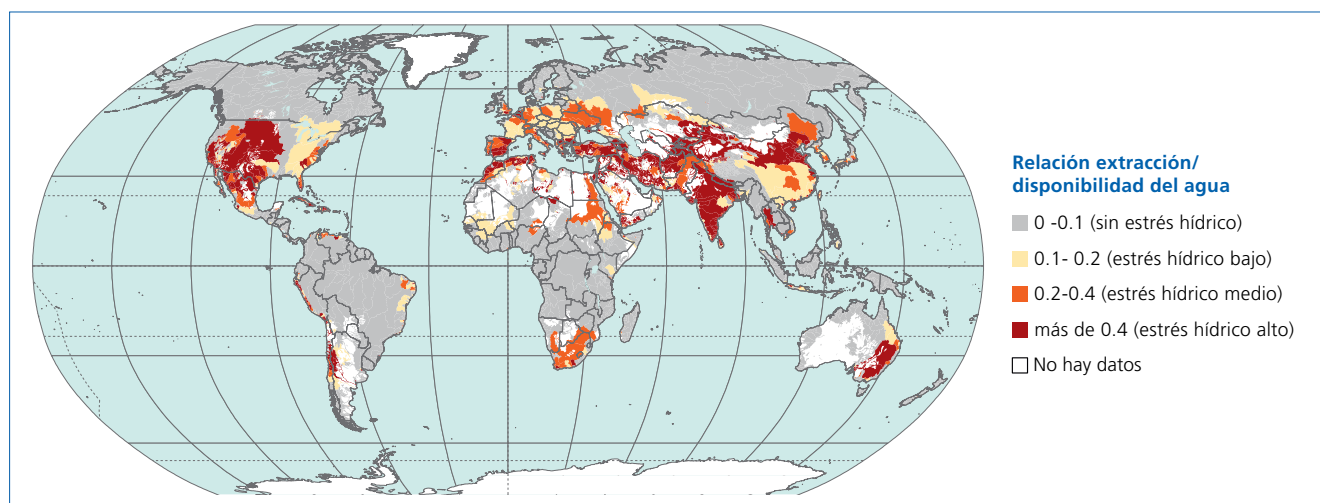 Relación extracción/
disponibilidad del agua
0 -0.1 (sin estrés hídrico)
0.1- 0.2 (estrés hídrico bajo)
0.2-0.4 (estrés hídrico medio)
más de 0.4 (estrés hídrico alto)
No hay datos